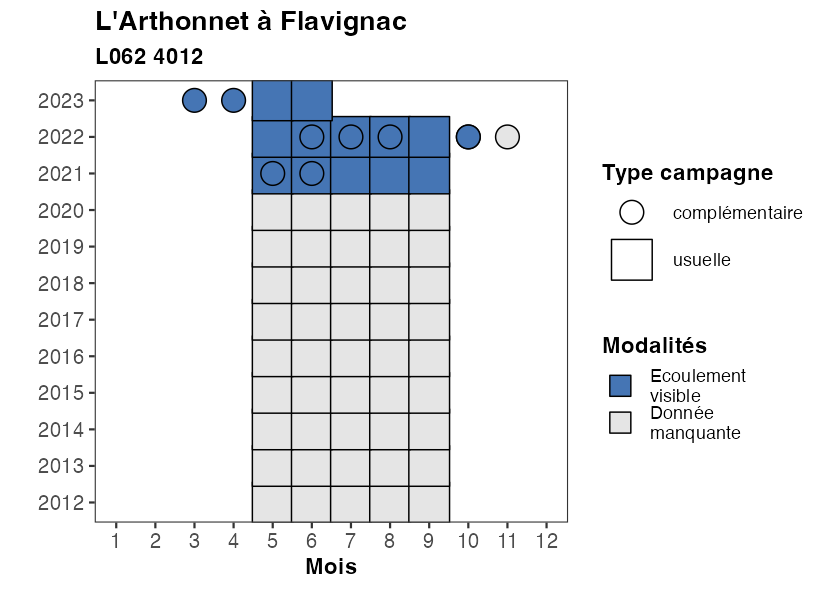 L'Arthonnet à Flavignac
L062 4012
2023
2022
2021
2020
2019
2018
2017
2016
2015
2014
2013
2012
1 2 3 4 5 6 7 8 9 10 11 12
Mois
Type campagne
complémentaire
usuelle
Modalités
Ecoulement
visible
Donnée
manquante